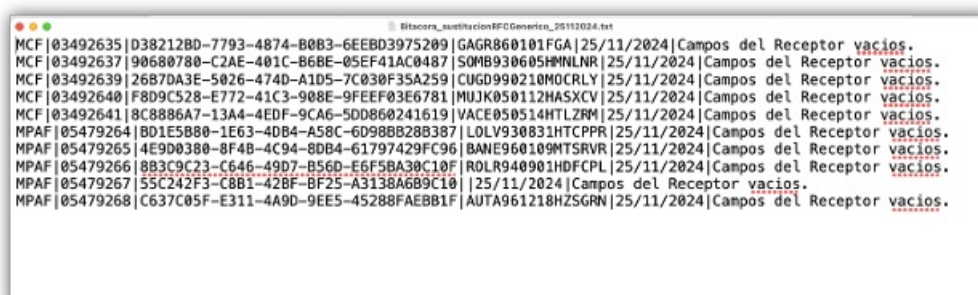 Bitacora_sustitucionRFCGenerico_25112024.txt
MCF|03492635|D38212BD-7793-4874-B0B3-6EEBD3975209|GAGR860101FGA|25/11/2024|Campos del Receptor vacios.
MCF|03492637|90680780-C2AE-401C-B6BE-05EF41AC0487|SOMB930605HMNLNR|25/11/2024|Campos del Receptor vacios.
MCF|03492639|26B7DA3E-5026-474D-A1D5-7C030F35A259|CUGD990210MOCRLY|25/11/2024|Campos del Receptor vacios.
MCF|03492640|F8D9C528-E772-41C3-908E-9FEEF03E6781|MUJK050112HASXCV|25/11/2024|Campos del Receptor vacios.
MCF|03492641|8C8886A7-13A4-4EDF-9CA6-5DD860241619|VACE050514HTLZRM|25/11/2024|Campos del Receptor vacios.
MPAF|05479264|BD1E5B80-1E63-4DB4-A58C-6D98BB28B387|LOLV930831HTCPPR|25/11/2024|Campos del Receptor vacios.
MPAF|05479265|4E9D0380-8F4B-4C94-8DB4-61797429FC96|BANE960109MTSRVR|25/11/2024|Campos del Receptor vacios.
MPAF|05479266|8B3C9C23-C646-49D7-B56D-E6F5BA30C10F|ROLR940901HDFCPL|25/11/2024|Campos del Receptor vacios.
MPAF|05479267|55C242F3-C8B1-42BF-BF25-A3138A6B9C10||25/11/2024|Campos del Receptor vacios.
MPAF|05479268|C637C05F-E311-4A9D-9EE5-45288FAEBB1F|AUTA961218HZSGRN|25/11/2024|Campos del Receptor vacios.